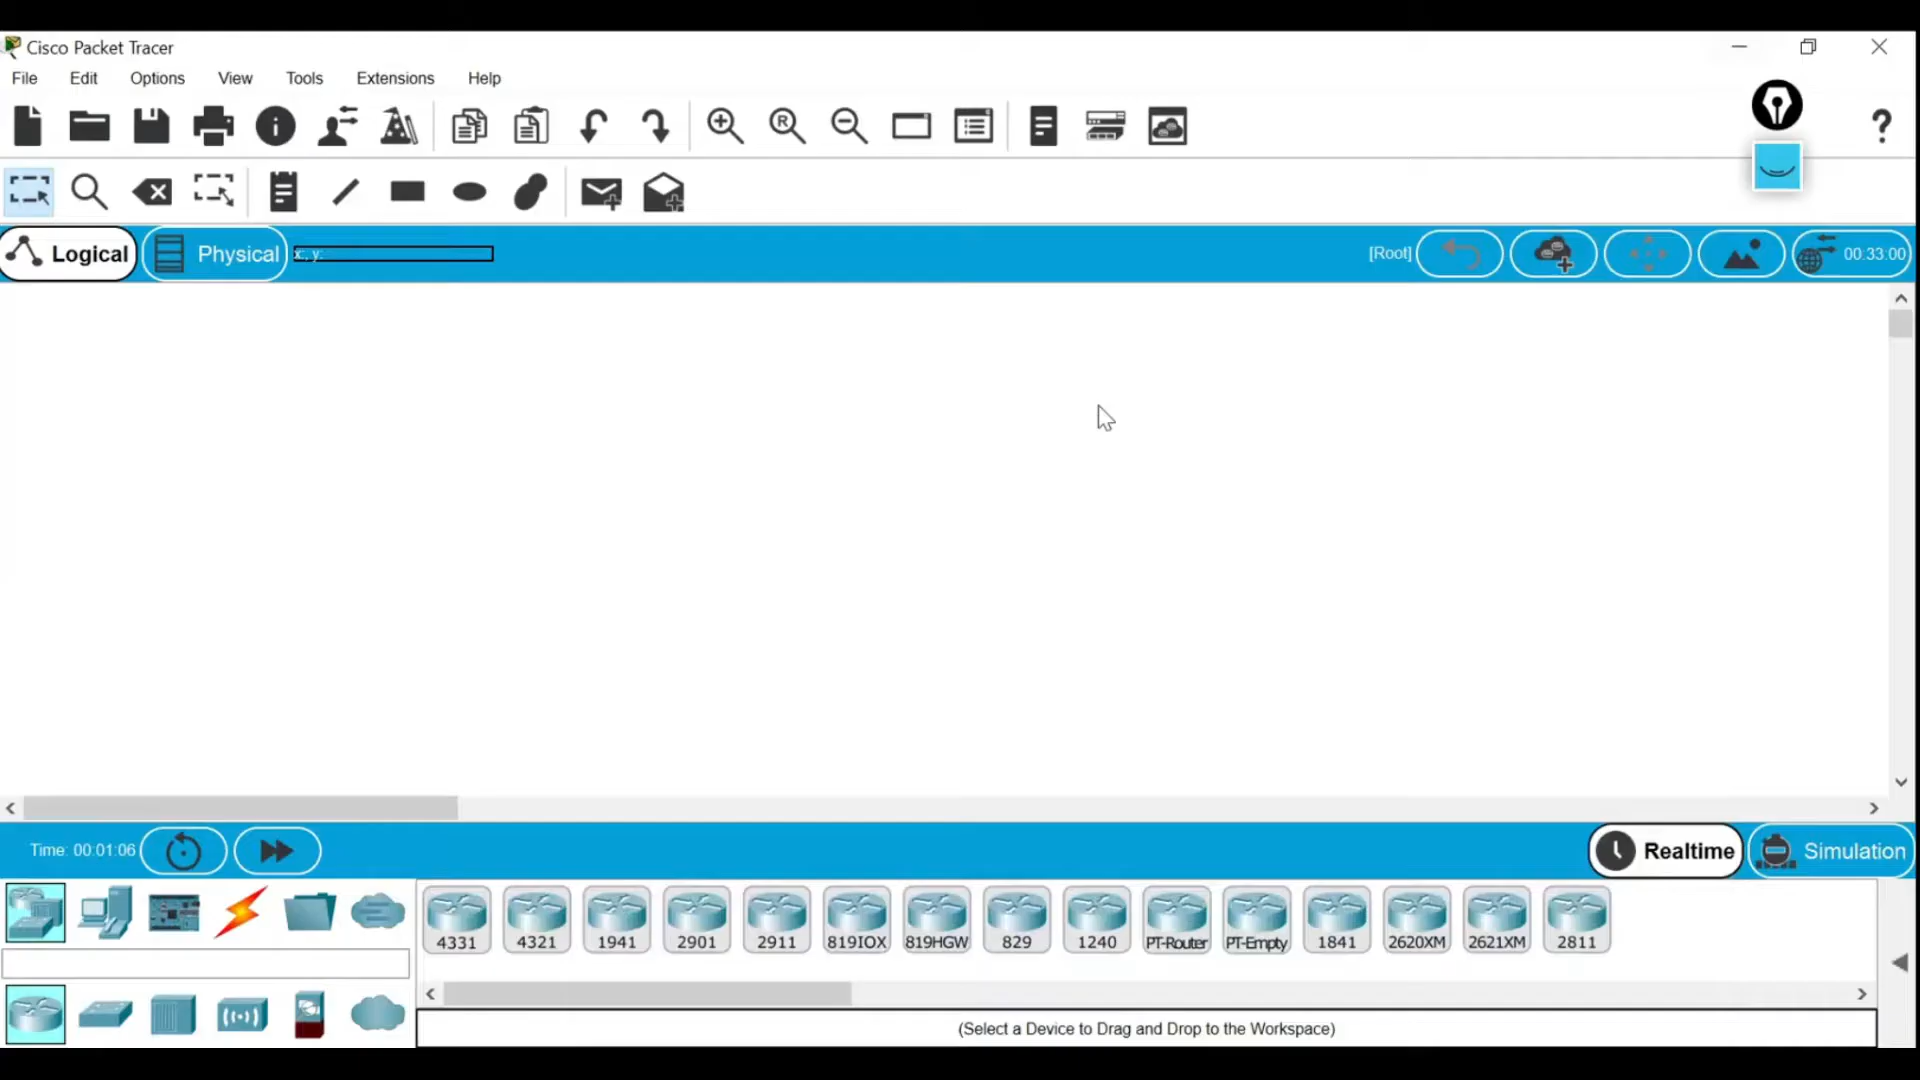 Cisco Packet Tracer
File Edit Options View Tools Extensions Help
R
?
Logical Physical x:, y: [Root] 00:33:00
Time: 00:01:06 Realtime Simulation
4331 4321 1941 2901 2911 819IOX 819HGW 829 1240 PT-Router PT-Empty 1841 2620XM 2621XM 2811
(Select a Device to Drag and Drop to the Workspace)